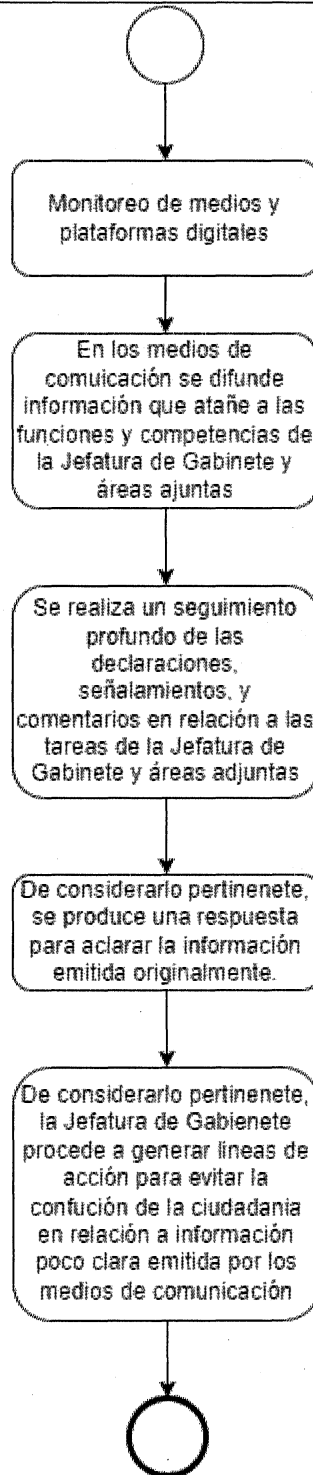 Monitoreo de medios y
plataformas digitales
En los medios de
comuicación se difunde
información que atañe a las
funciones y competencias de
la Jefatura de Gabinete y
áreas ajuntas
Se realiza un seguimiento
profundo de las
declaraciones,
señalamientos, y
comentarios en relación a las
tareas de la Jefatura de
Gabinete y áreas adjuntas
De considerarlo pertinenete,
se produce una respuesta
para aclarar la información
emitida originalmente.
De considerarlo pertinenete,
la Jefatura de Gabienete
procede a generar lineas de
acción para evitar la
confución de la ciudadania
en relación a información
poco clara emitida por los
medios de comunicación